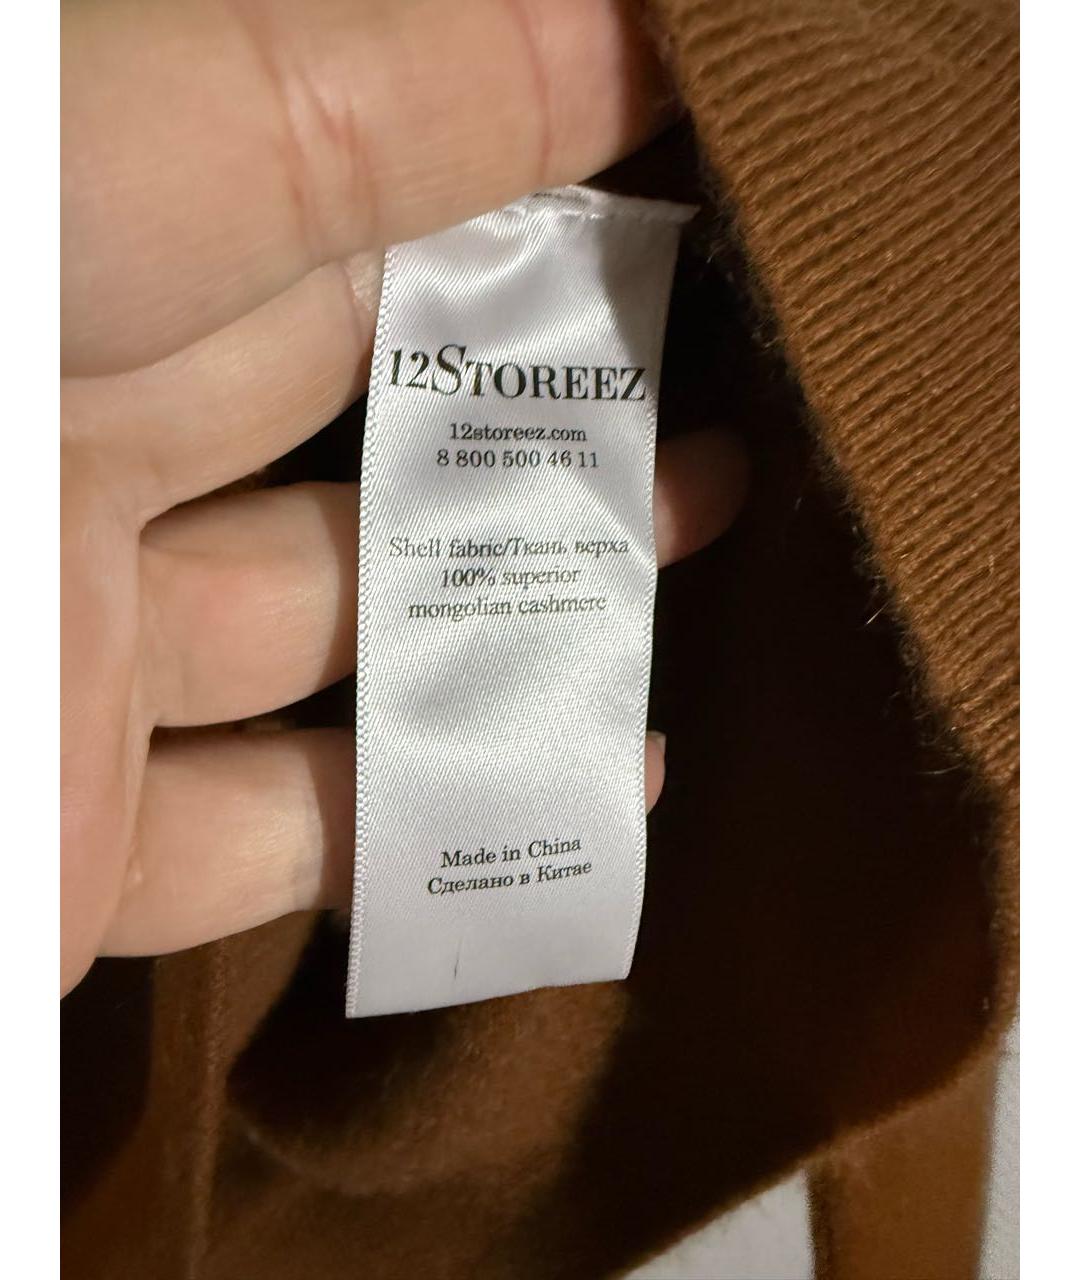 12STOREEZ
12storeez.com
8 800 500 46 11
Shell fabric/Ткань верха
100% superior
mongolian cashmere
Made in China
Сделано в Китае